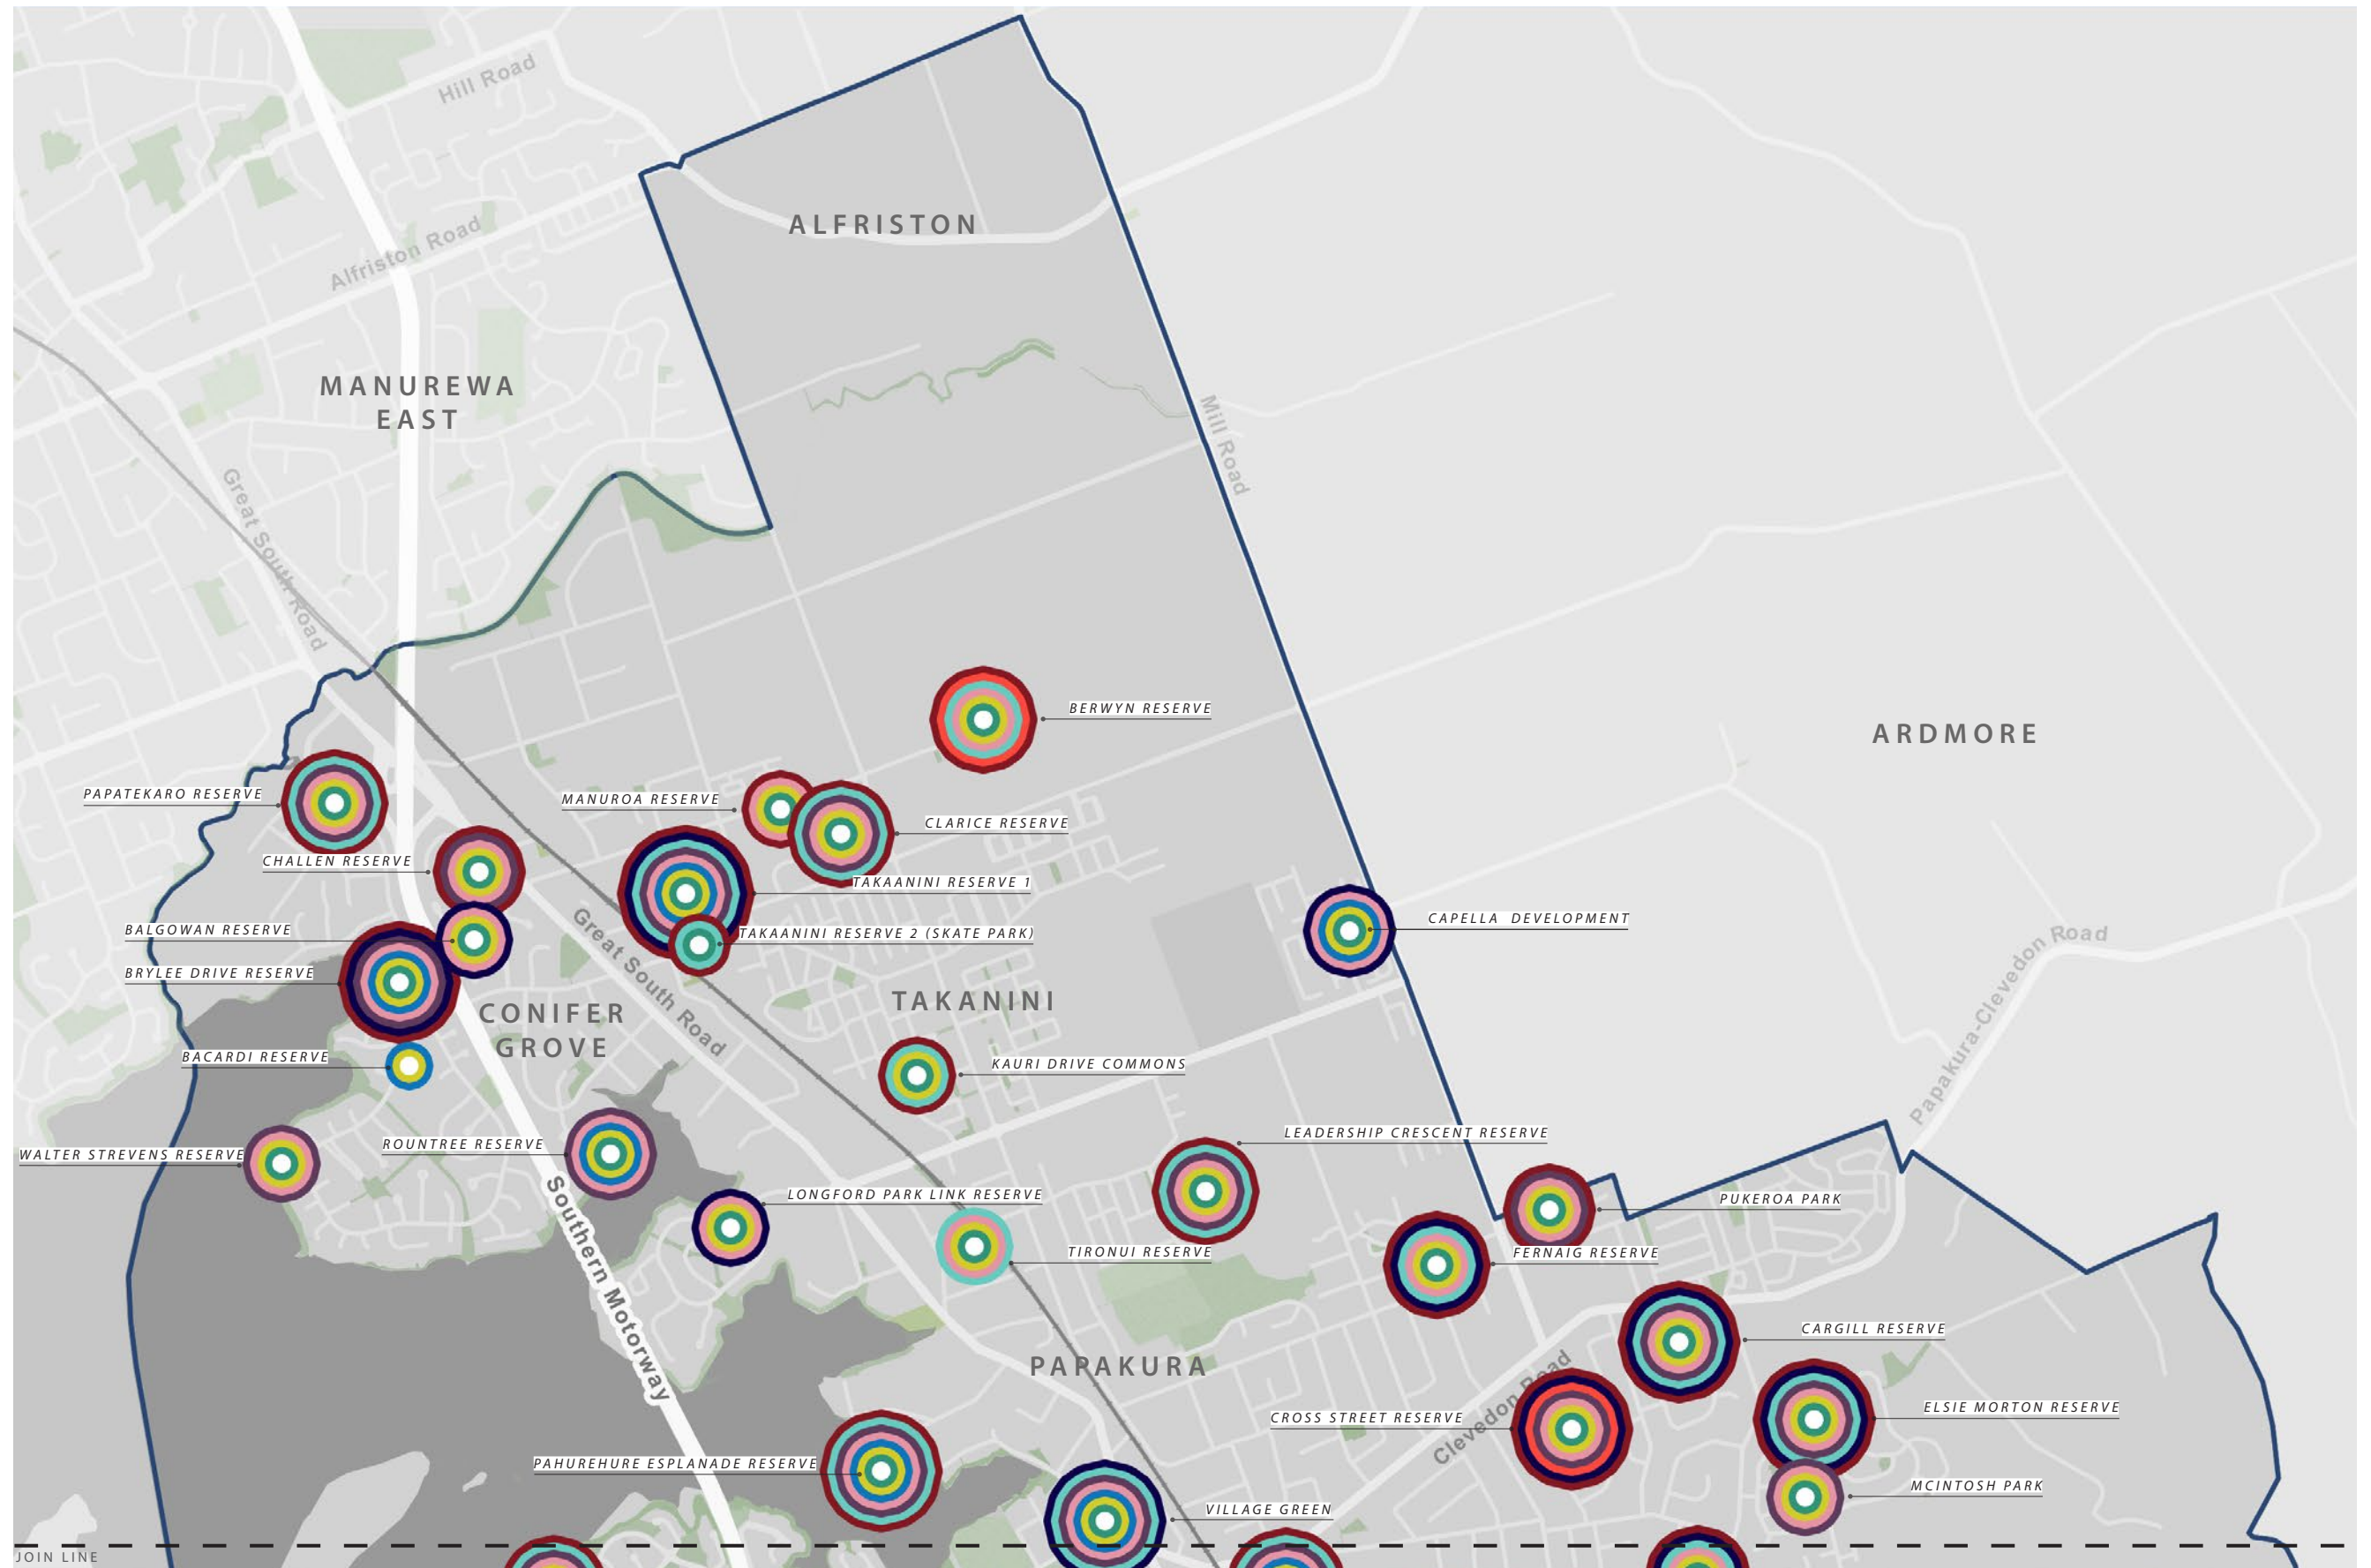 Hill Road
ALFRISTON
Alfriston Road
MANUREWA
EAST
Mill Road
Great South Road
BERWYN RESERVE
ARDMORE
PAPATEKARO RESERVE
MANUROA RESERVE
CLARICE RESERVE
CHALLEN RESERVE
TAKAANINI RESERVE 1
CAPELLA DEVELOPMENT
BALGOWAN RESERVE
TAKAANINI RESERVE 2 (SKATE PARK)
Great South Road
Papakura-Clevedon Road
BRYLEE DRIVE RESERVE
TAKANINI
CONIFER
GROVE
BACARDI RESERVE
KAURI DRIVE COMMONS
LEADERSHIP CRESCENT RESERVE
ROUNTREE RESERVE
WALTER STREVENS RESERVE
LONGFORD PARK LINK RESERVE
PUKEROA PARK
Southern Motorway
TIRONUI RESERVE
FERNAIG RESERVE
CARGILL RESERVE
PAPAKURA
Clevedon Road
ELSIE MORTON RESERVE
CROSS STREET RESERVE
PAHUREHURE ESPLANADE RESERVE
MCINTOSH PARK
VILLAGE GREEN
JOIN LINE